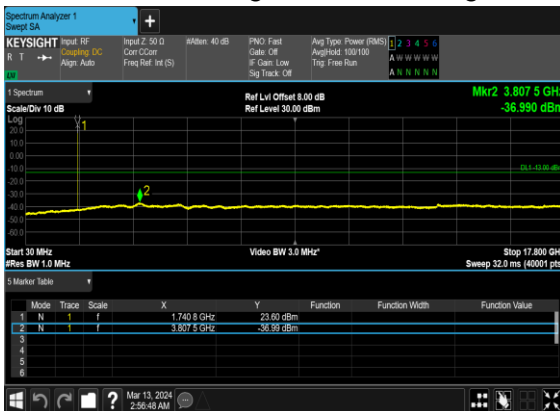 Spectrum Analyzer 1
Swept SA
KEYSIGHT Input: RF Input Z: 50 Ω #Atten: 40 dB PNO: Fast Avg Type: Power (RMS) 1 2 3 4 5 6
R T Coupling: DC Corr CCorr Gate: Off Avg|Hold: 100/100 A W W W W W
Align: Auto Freq Ref: Int (S) IF Gain: Low Trig: Free Run
Sig Track: Off A N N N N N
1 Spectrum Ref Lvl Offset 8.00 dB Mkr2 3.807 5 GHz
Scale/Div 10 dB Ref Level 30.00 dBm -36.990 dBm
Log
20.0
10.0
0.00
-10.0
-20.0
-30.0
-40.0
-50.0
-60.0
1
2
DL1 -13.00 dBm
Start 30 MHz Video BW 3.0 MHz* Stop 17.800 GHz
#Res BW 1.0 MHz Sweep 32.0 ms (40001 pts)
5 Marker Table
Mode Trace Scale X Y Function Function Width Function Value
1 N 1 f 1.740 8 GHz 23.60 dBm
2 N 1 f 3.807 5 GHz -36.99 dBm
3
4
5
6
? Mar 13, 2024
2:56:48 AM